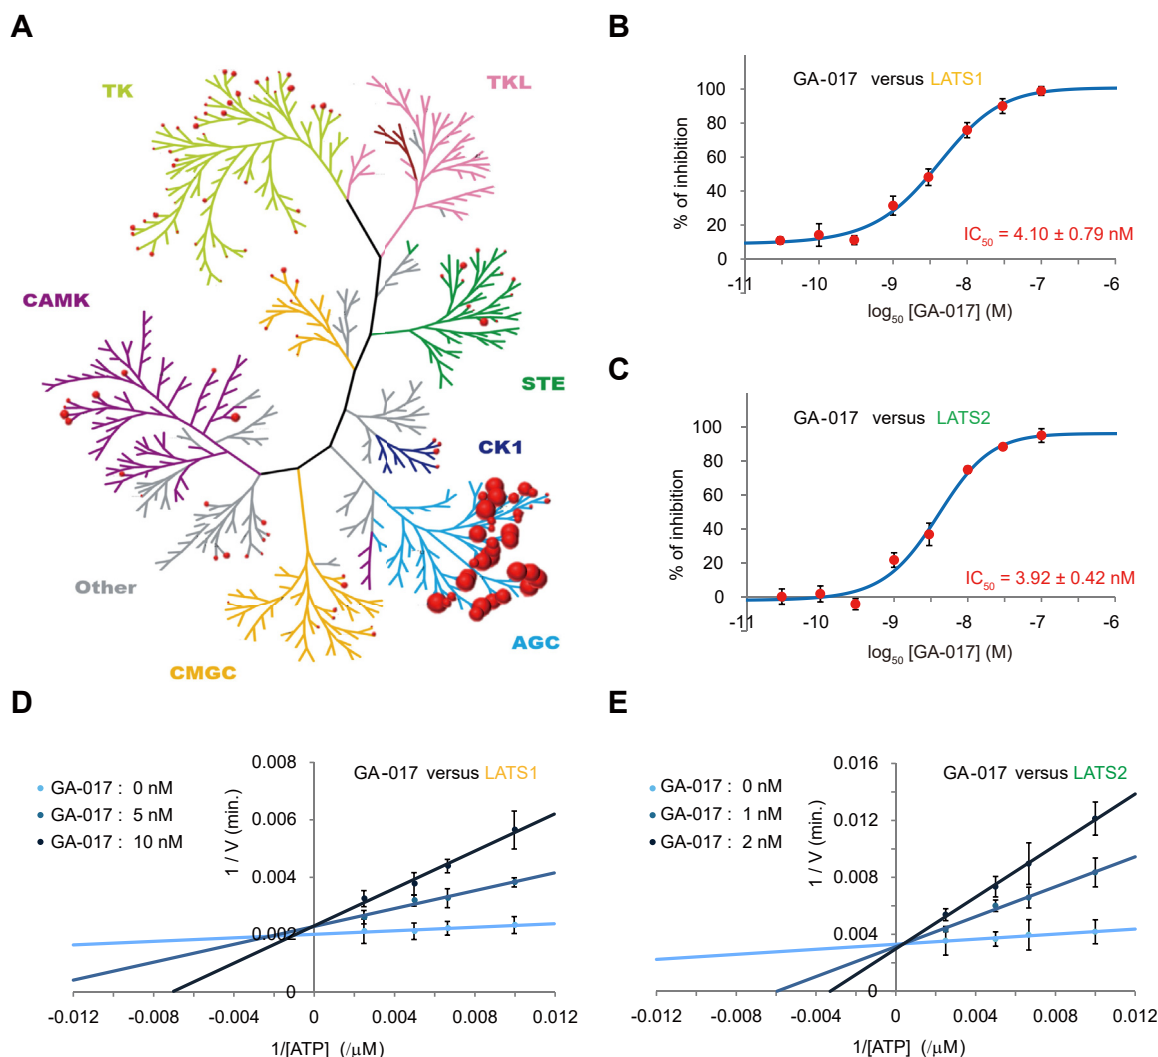 A
TK
TKL
CAMK
STE
CK1
Other
AGC
CMGC
B
GA-017 versus LATS1
100
80
60
40
20
0
% of inhibition
IC50 = 4.10 ± 0.79 nM
-11 -10 -9 -8 -7 -6
log50 [GA-017] (M)
C
GA-017 versus LATS2
100
80
60
40
20
0
% of inhibition
IC50 = 3.92 ± 0.42 nM
-11 -10 -9 -8 -7 -6
log50 [GA-017] (M)
D
GA-017 : 0 nM
GA-017 : 5 nM
GA-017 : 10 nM
GA-017 versus LATS1
0.008
0.006
0.004
0.002
0
1 / V (min.)
-0.012 -0.008 -0.004 0 0.004 0.008 0.012
1/[ATP] (/μM)
E
GA-017 : 0 nM
GA-017 : 1 nM
GA-017 : 2 nM
GA-017 versus LATS2
0.016
0.012
0.008
0.004
0
1 / V (min.)
-0.012 -0.008 -0.004 0 0.004 0.008 0.012
1/[ATP] (/μM)